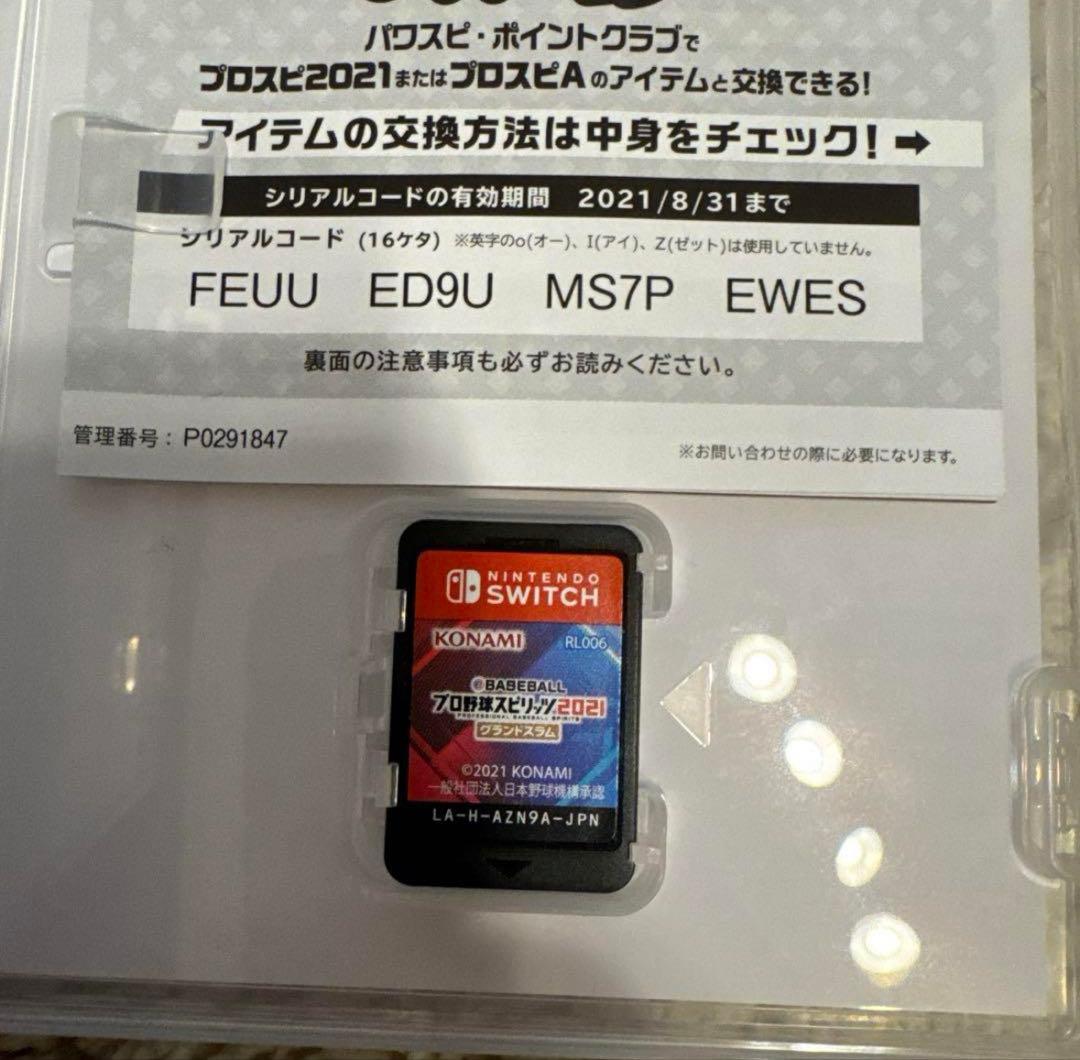 パワスピ・ポイントクラブで
プロスピ2021またはプロスピAのアイテムと交換できる!
アイテムの交換方法は中身をチェック!➡
シリアルコードの有効期間 2021/8/31まで
シリアルコード (16ケタ) ※英字のo(オー)、I(アイ)、Z(ゼット)は使用していません。
FEUU ED9U MS7P EWES
裏面の注意事項も必ずお読みください。
管理番号：P0291847
※お問い合わせの際に必要になります。
NINTENDO
SWITCH
KONAMI RL006
eBASEBALL
プロ野球スピリッツ2021
PROFESSIONAL BASEBALL SPIRITS
グランドスラム
©2021 KONAMI
一般社団法人日本野球機構承認
LA-H-AZN9A-JPN